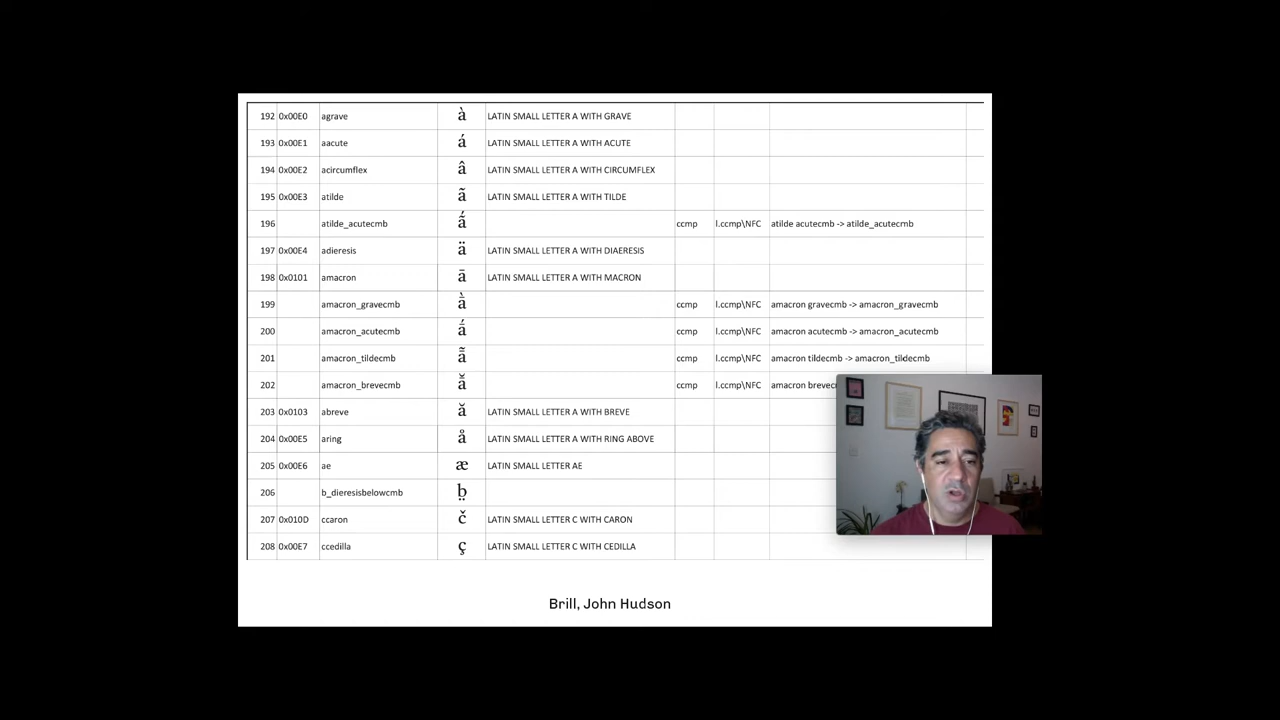 192 0x00E0 agrave à LATIN SMALL LETTER A WITH GRAVE
193 0x00E1 aacute á LATIN SMALL LETTER A WITH ACUTE
194 0x00E2 acircumflex â LATIN SMALL LETTER A WITH CIRCUMFLEX
195 0x00E3 atilde ã LATIN SMALL LETTER A WITH TILDE
196 atilde_acutecmb ã́ ccmp l.ccmp\NFC atilde acutecmb -> atilde_acutecmb
197 0x00E4 adieresis ä LATIN SMALL LETTER A WITH DIAERESIS
198 0x0101 amacron ā LATIN SMALL LETTER A WITH MACRON
199 amacron_gravecmb ā̀ ccmp l.ccmp\NFC amacron gravecmb -> amacron_gravecmb
200 amacron_acutecmb ā́ ccmp l.ccmp\NFC amacron acutecmb -> amacron_acutecmb
201 amacron_tildecmb ā̃ ccmp l.ccmp\NFC amacron tildecmb -> amacron_tildecmb
202 amacron_brevecmb ā̆ ccmp l.ccmp\NFC amacron
203 0x0103 abreve ă LATIN SMALL LETTER A WITH BREVE
204 0x00E5 aring å LATIN SMALL LETTER A WITH RING ABOVE
205 0x00E6 ae æ LATIN SMALL LETTER AE
206 b_dieresisbelowcmb b̤
207 0x010D ccaron č LATIN SMALL LETTER C WITH CARON
208 0x00E7 ccedilla ç LATIN SMALL LETTER C WITH CEDILLA
Brill, John Hudson